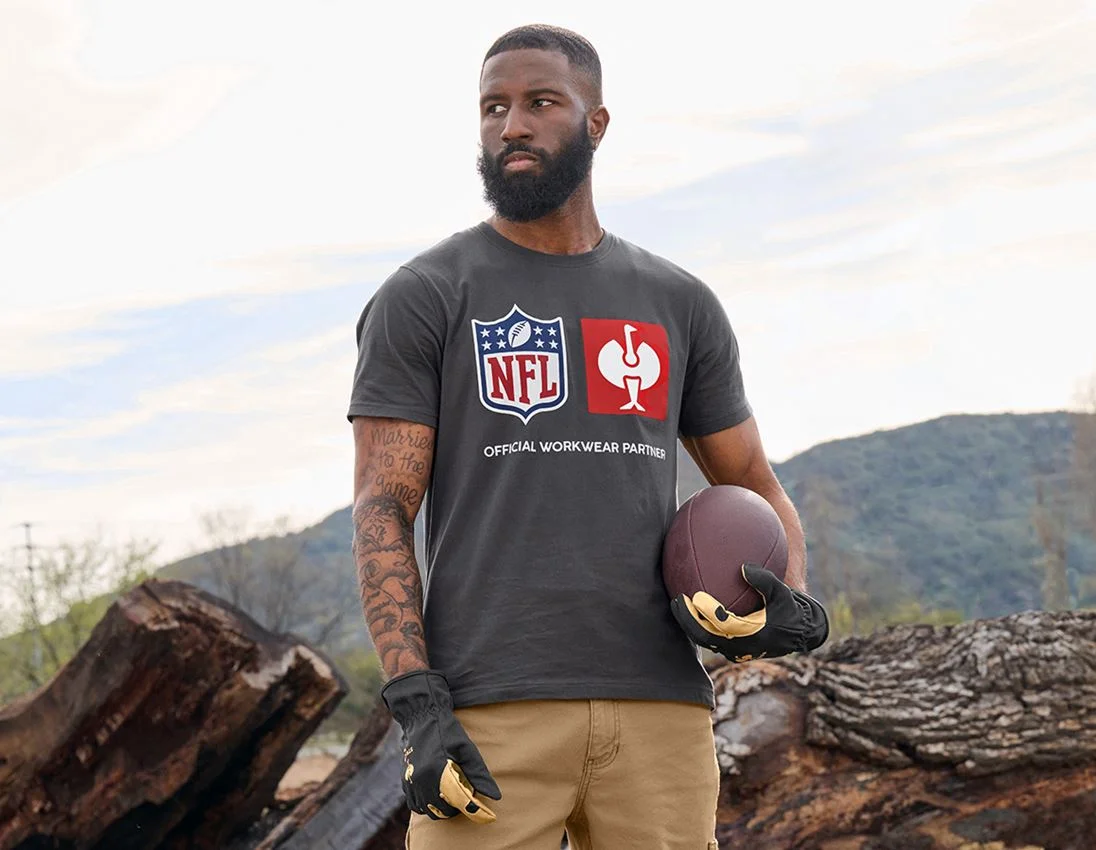 NFL
OFFICIAL WORKWEAR PARTNER
Married
to the
game